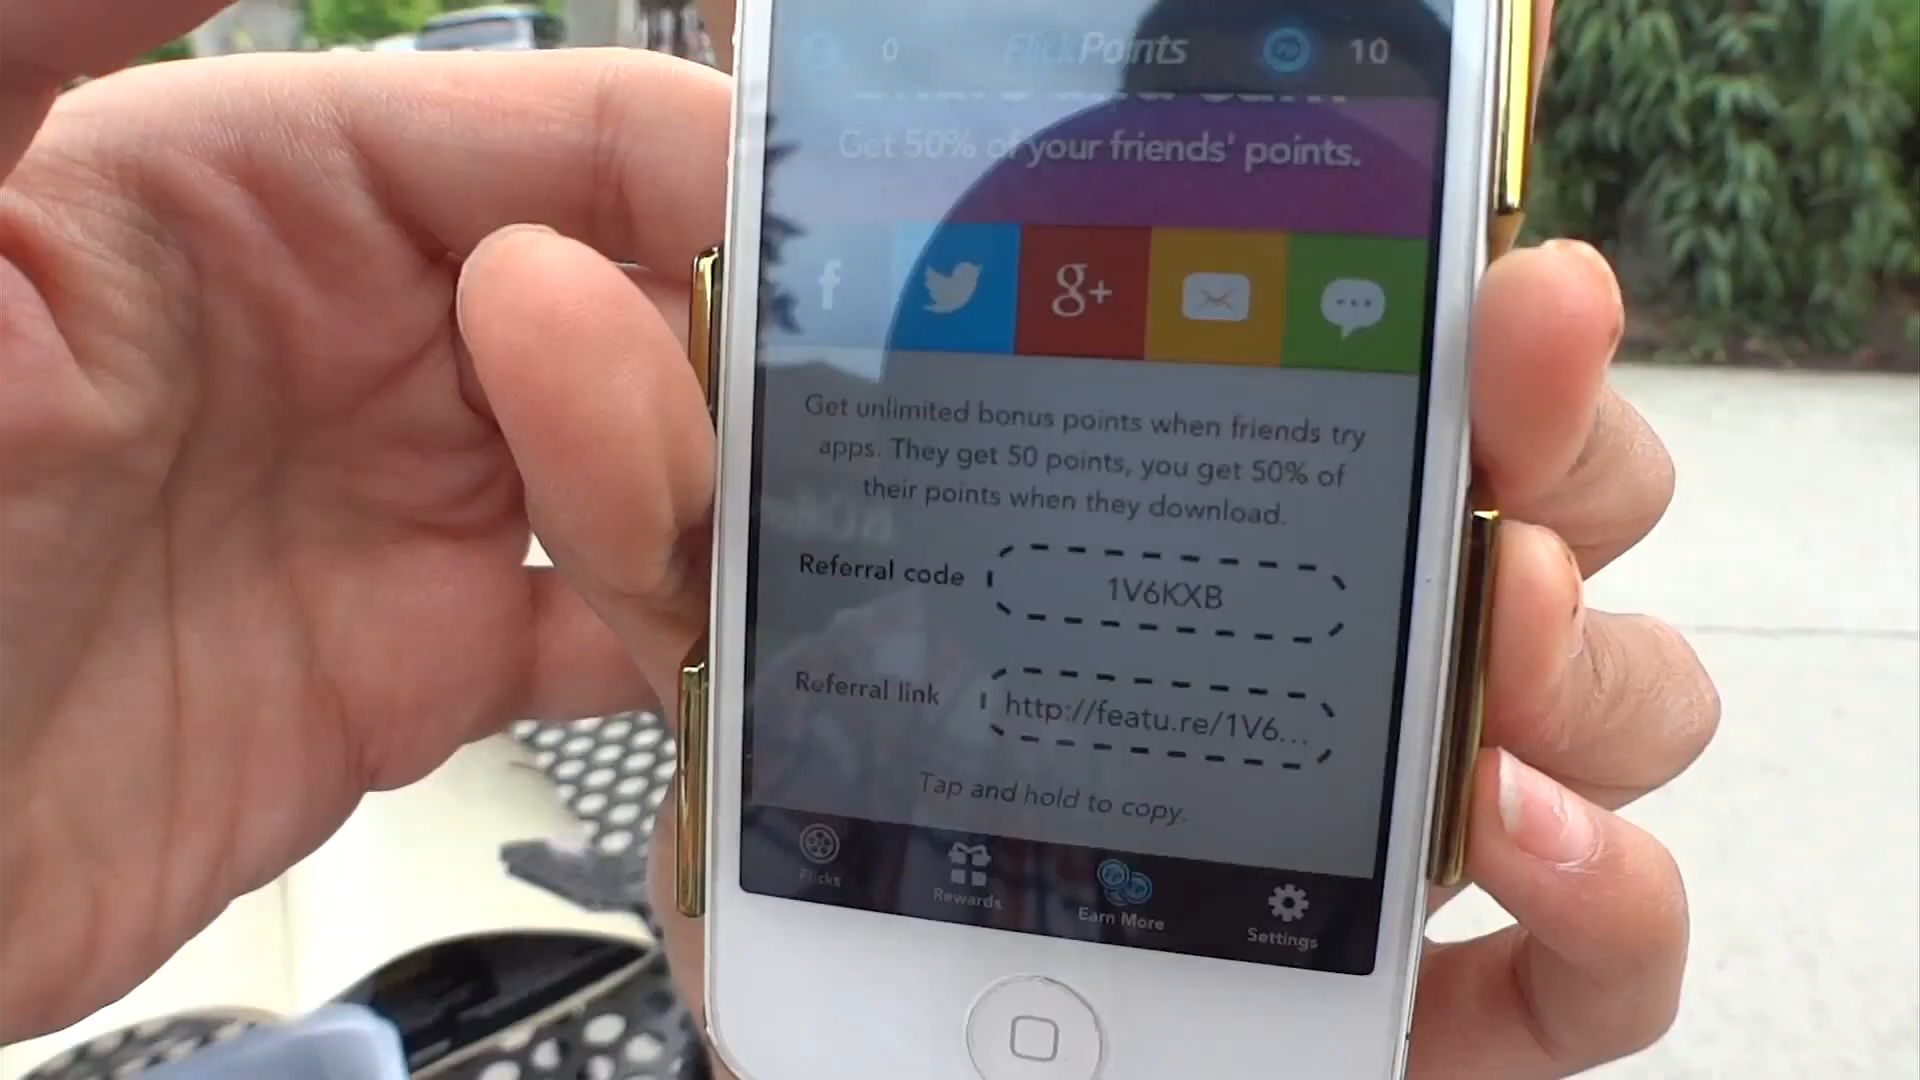 0 FlickPoints 10
Get 50% of your friends' points.
f g+
Get unlimited bonus points when friends try
apps. They get 50 points, you get 50% of
their points when they download.
Referral code 1V6KXB
Referral link http://featu.re/1V6...
Tap and hold to copy.
Flicks Rewards Earn More Settings